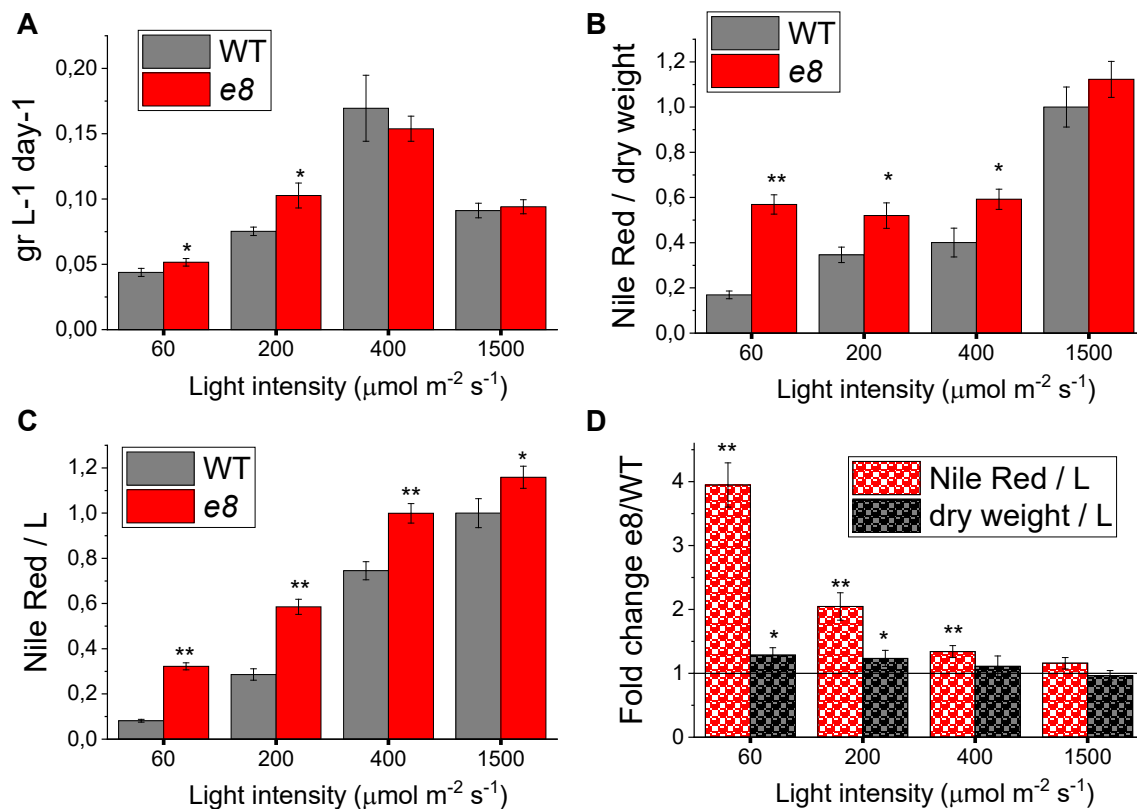 A
WT
e8
gr L-1 day-1
0,20
0,15
0,10
0,05
0,00
*
*
60
200
400
1500
Light intensity (μmol m-2 s-1)
B
WT
e8
Nile Red / dry weight
1,2
1,0
0,8
0,6
0,4
0,2
0,0
**
*
*
60
200
400
1500
Light intensity (μmol m-2 s-1)
C
WT
e8
Nile Red / L
1,2
1,0
0,8
0,6
0,4
0,2
0,0
**
**
**
*
60
200
400
1500
Light intensity (μmol m-2 s-1)
D
Nile Red / L
dry weight / L
Fold change e8/WT
4
3
2
1
0
**
*
**
*
**
60
200
400
1500
Light intensity (μmol m-2 s-1)